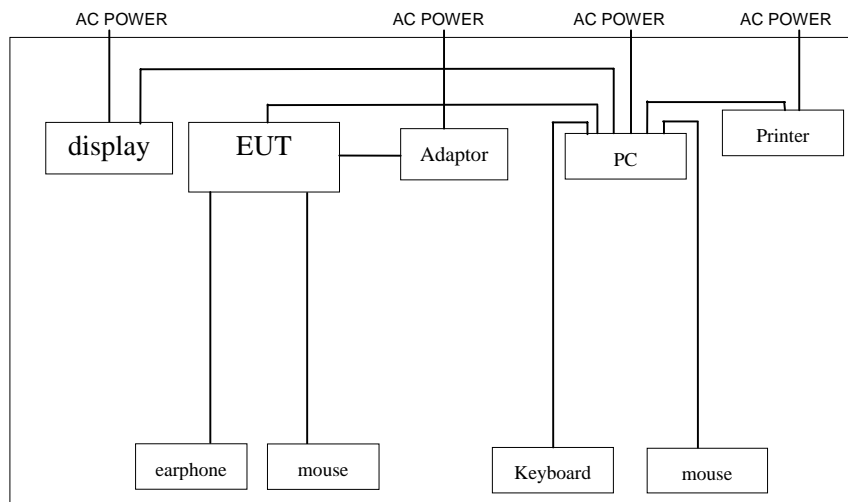 AC POWER AC POWER AC POWER AC POWER
display EUT Adaptor PC Printer
earphone mouse Keyboard mouse